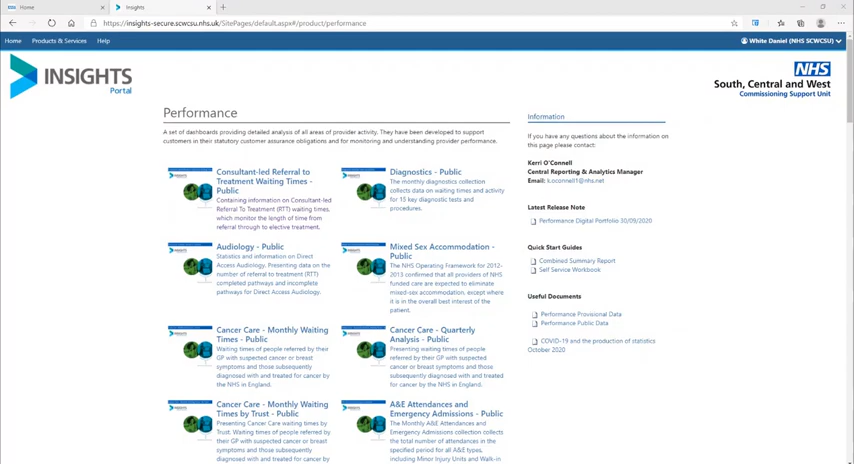 Home
Insights
https://insights-secure.scwcsu.nhs.uk/SitePages/default.aspx#/product/performance
Home Products & Services Help
White Daniel (NHS SCWCSU)
INSIGHTS
Portal
NHS
South, Central and West
Commissioning Support Unit
Performance
A set of dashboards providing detailed analysis of all areas of provider activity. They have been developed to support
customers in their statutory customer assurance obligations and for monitoring and understanding provider performance.
Consultant-led Referral to
Treatment Waiting Times -
Public
Containing information on Consultant-led
Referral To Treatment (RTT) waiting times,
which monitor the length of time from
referral through to elective treatment.
Diagnostics - Public
The monthly diagnostics collection
collects data on waiting times and activity
for 15 key diagnostic tests and
procedures.
Audiology - Public
Statistics and information on Direct
Access Audiology. Presenting data on the
number of referral to treatment (RTT)
completed pathways and incomplete
pathways for Direct Access Audiology.
Mixed Sex Accommodation -
Public
The NHS Operating Framework for 2012-
2013 confirmed that all providers of NHS
funded care are expected to eliminate
mixed-sex accommodation, except where
it is in the overall best interest of the
patient.
Cancer Care - Monthly Waiting
Times - Public
Waiting times of people referred by their
GP with suspected cancer or breast
symptoms and those subsequently
diagnosed with and treated for cancer by
the NHS in England.
Cancer Care - Quarterly
Analysis - Public
Presenting waiting times of people
referred by their GP with suspected
cancer or breast symptoms and those
subsequently diagnosed with and treated
for cancer by the NHS in England.
Cancer Care - Monthly Waiting
Times by Trust - Public
Presenting Cancer Care waiting times by
Trust. Waiting times of people referred by
their GP with suspected cancer or breast
symptoms and those subsequently
diagnosed with and treated for cancer by
A&E Attendances and
Emergency Admissions - Public
The Monthly A&E Attendances and
Emergency Admissions collection collects
the total number of attendances in the
specified period for all A&E types,
including Minor Injury Units and Walk-in
Information
If you have any questions about the information on
this page please contact:
Kerri O'Connell
Central Reporting & Analytics Manager
Email: k.oconnell1@nhs.net
Latest Release Note
Performance Digital Portfolio 30/09/2020
Quick Start Guides
Combined Summary Report
Self Service Workbook
Useful Documents
Performance Provisional Data
Performance Public Data
COVID-19 and the production of statistics
October 2020